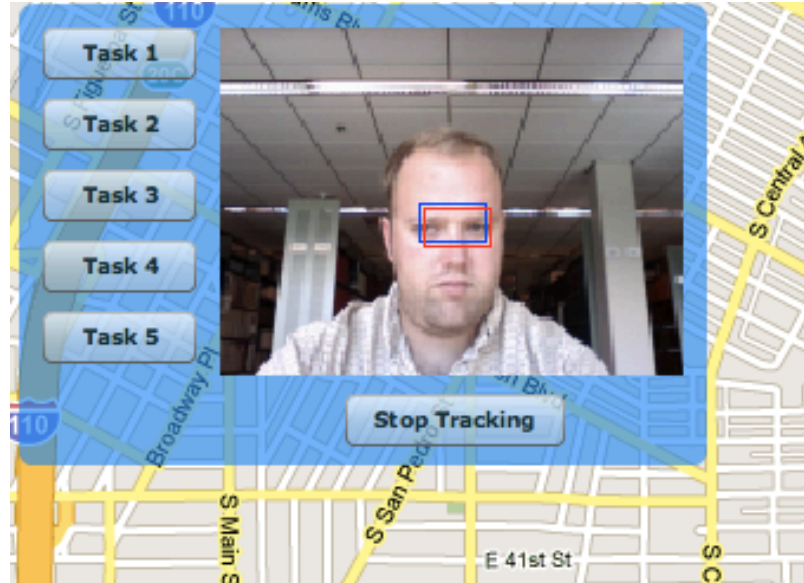 110
Task 1
Task 2
Task 3
Task 4
Task 5
Stop Tracking
110
Broadway Pl
S San Pedro St
S Main S
E 41st St
S Central A
S C